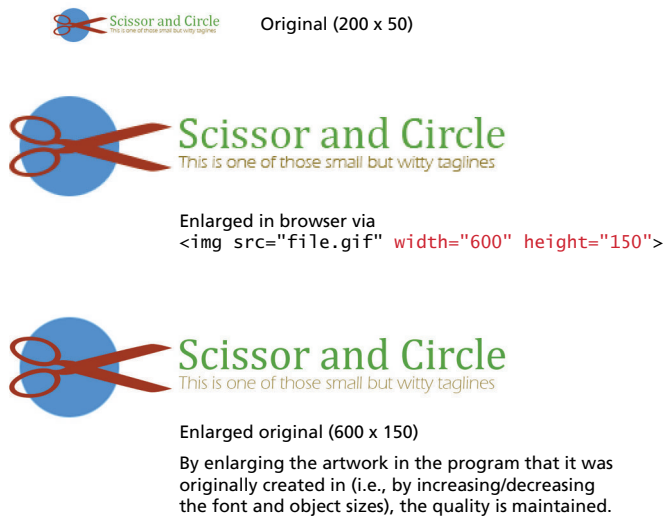 Scissor and Circle
This is one of those small but witty taglines
Original (200 x 50)
Scissor and Circle
This is one of those small but witty taglines
Enlarged in browser via
<img src="file.gif" width="600" height="150">
Scissor and Circle
This is one of those small but witty taglines
Enlarged original (600 x 150)
By enlarging the artwork in the program that it was
originally created in (i.e., by increasing/decreasing
the font and object sizes), the quality is maintained.